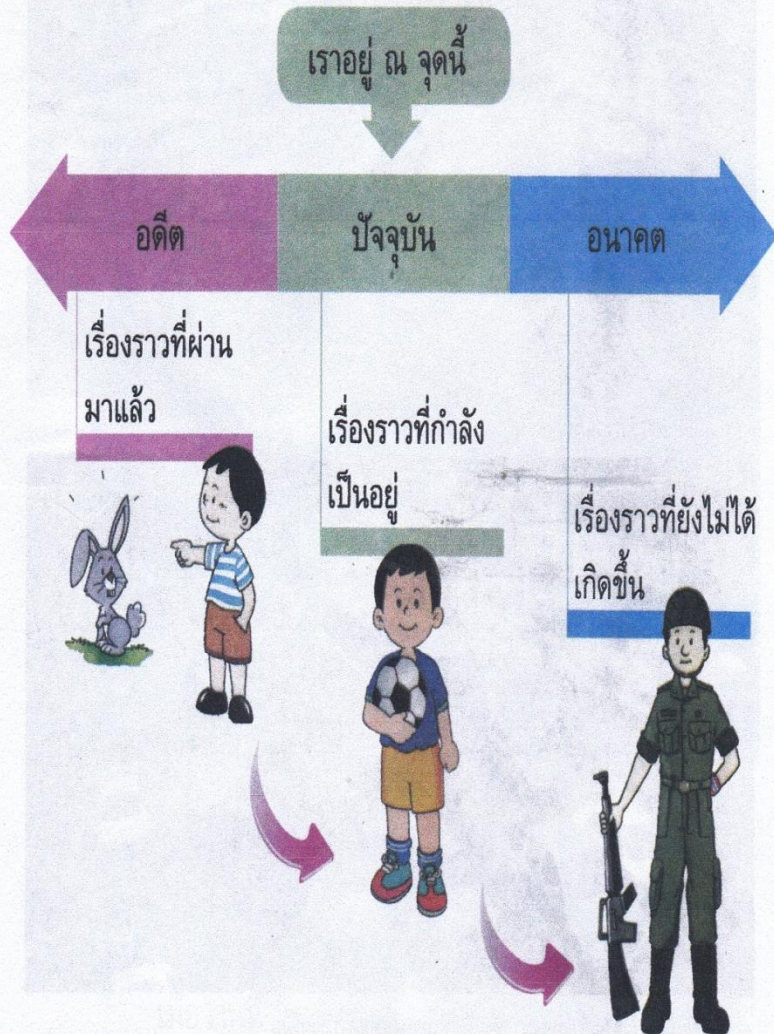 เราอยู่ ณ จุดนี้
อดีต
ปัจจุบัน
อนาคต
เรื่องราวที่ผ่าน
มาแล้ว
เรื่องราวที่กำลัง
เป็นอยู่
เรื่องราวที่ยังไม่ได้
เกิดขึ้น